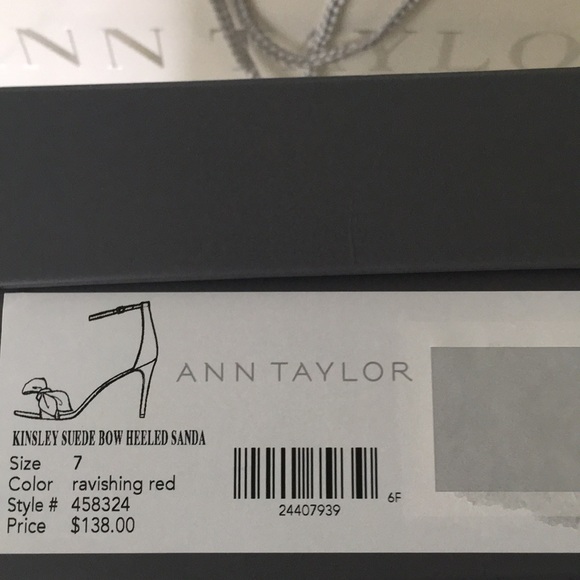 ANN TAYLO
ANN TAYLOR
KINSLEY SUEDE BOW HEELED SANDA
Size 7
Color ravishing red
Style # 458324
Price $138.00
6F
24407939